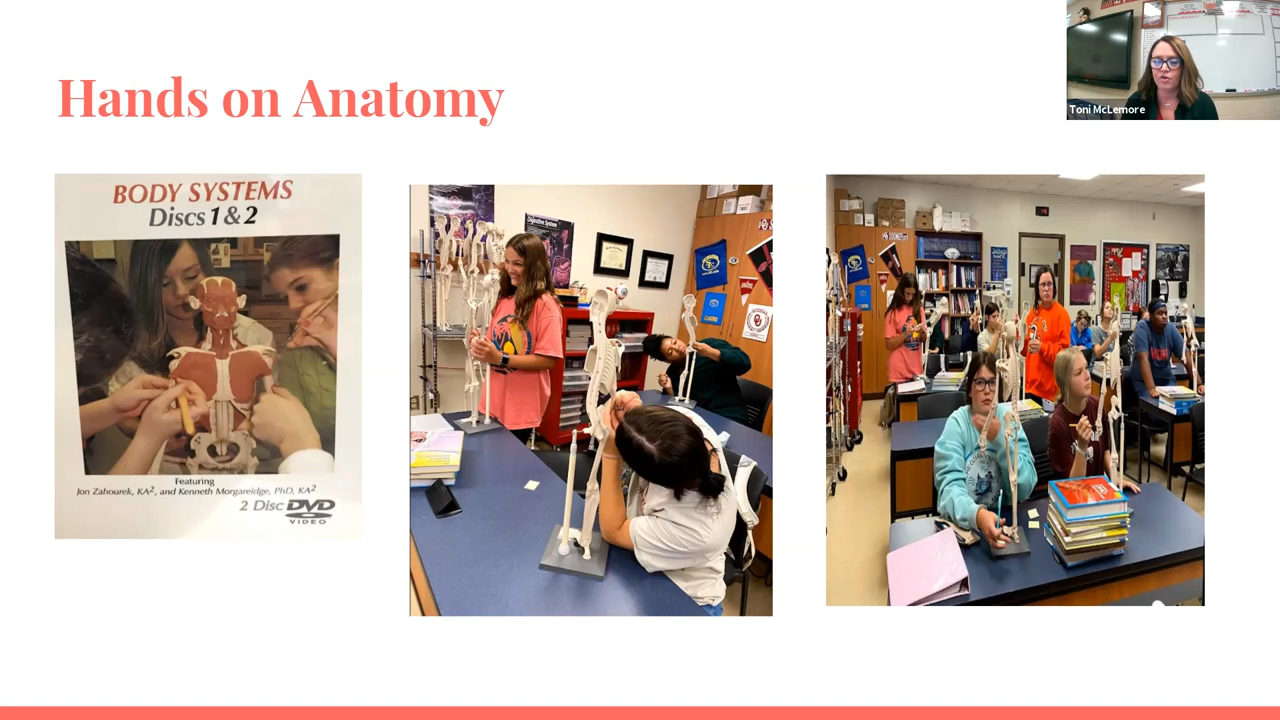 Hands on Anatomy
Toni McLemore
BODY SYSTEMS
Discs 1 & 2
Featuring
Jon Zahourek, KA², and Kenneth Morgareidge, PhD, KA²
2 Disc DVD
VIDEO